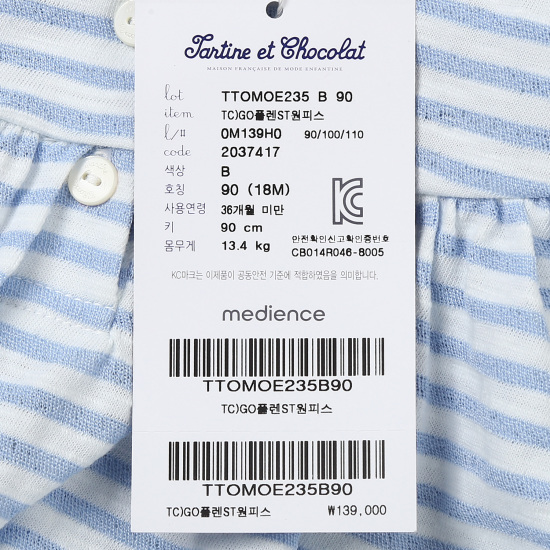 Tartine et Chocolat
MAISON FRANÇAISE DE MODE ENFANTINE
lot TTOMOE235 B 90
item TC)GO플렌ST원피스
l/# 0M139H0 90/100/110
code 2037417
색상 B
호칭 90 (18M)
사용연령 36개월 미만
키 90 cm
몸무게 13.4 kg
안전확인신고확인증번호
CB014R046-8005
KC마크는 이제품이 공동안전 기준에 적합하였음을 의미합니다.
medience
TTOMOE235B90
TC)GO플렌ST원피스
TTOMOE235B90
TC)GO플렌ST원피스 ₩139,000